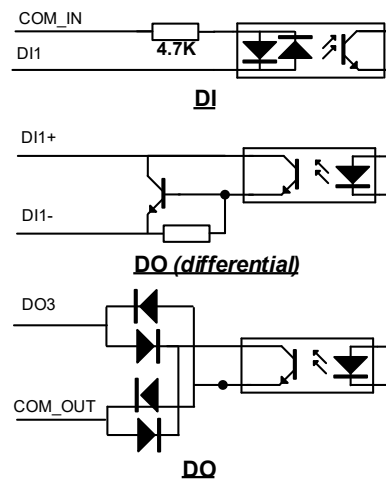 COM_IN
4.7K
DI1
DI
DI1+
DI1-
DO (differential)
DO3
COM_OUT
DO